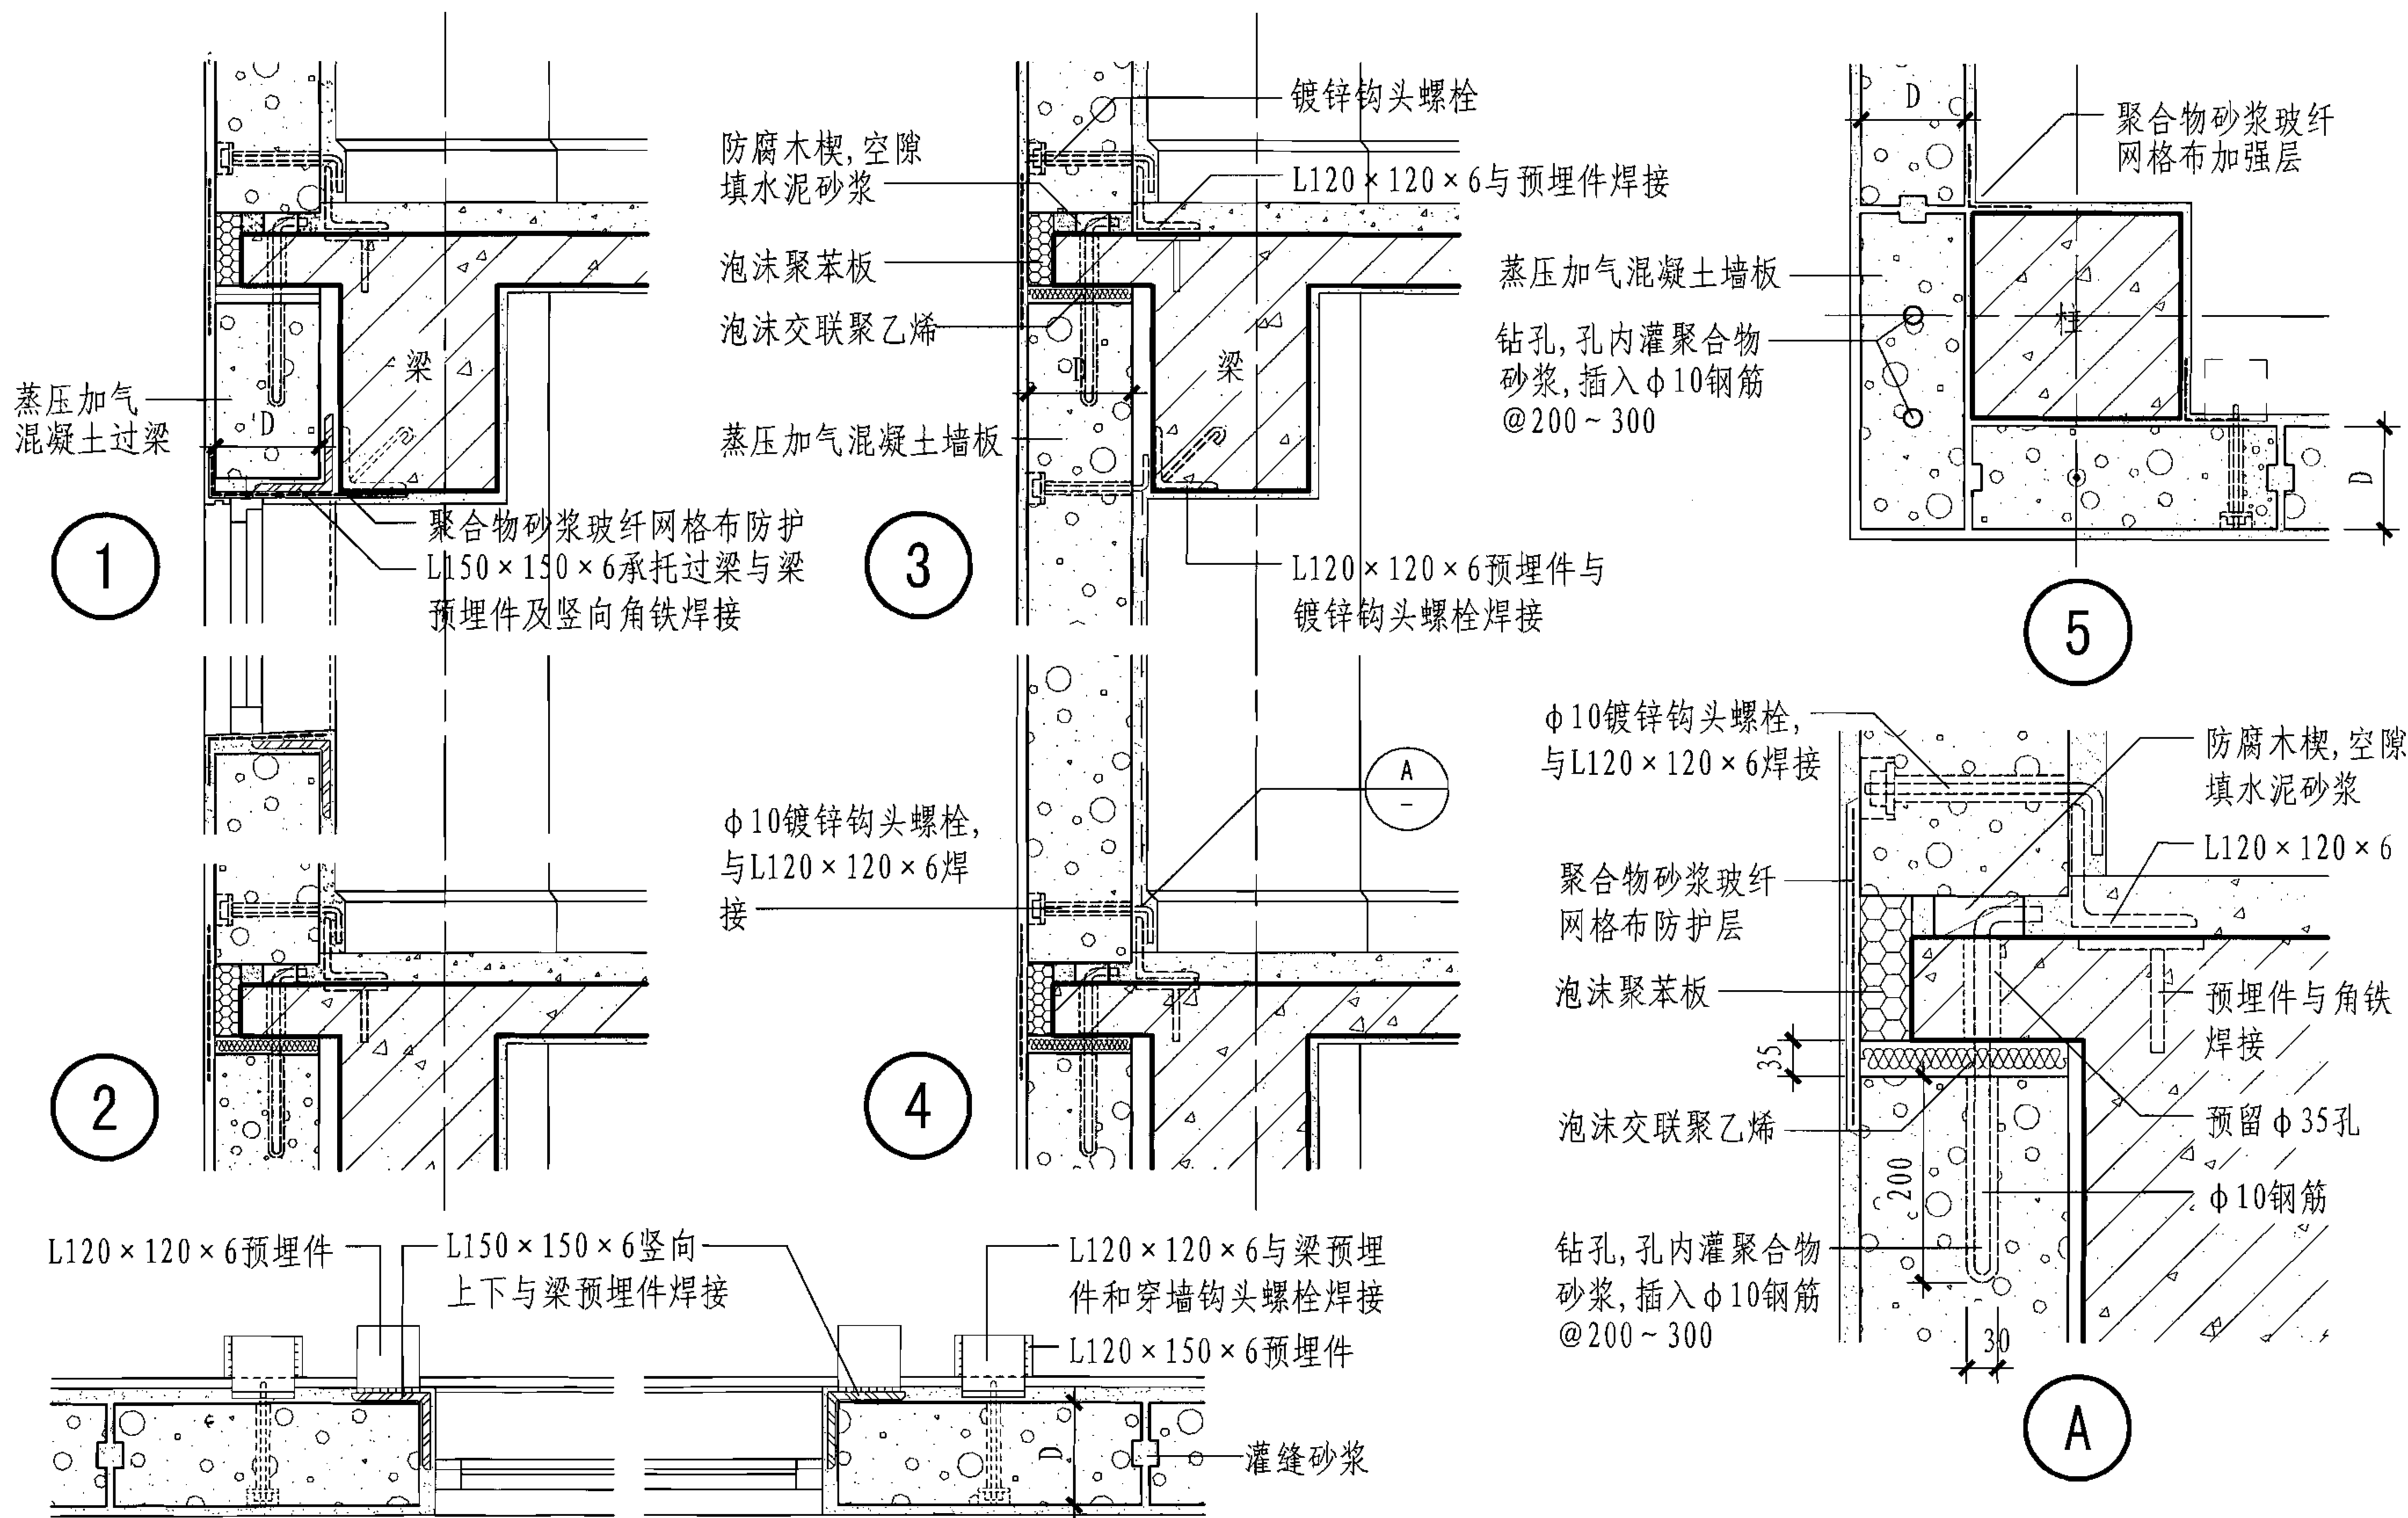 蒸压加气
混凝土过梁
D
梁
1
聚合物砂浆玻纤网格布防护
L150×150×6承托过梁与梁
预埋件及竖向角铁焊接
2
防腐木楔,空隙
填水泥砂浆
泡沫聚苯板
泡沫交联聚乙烯
蒸压加气混凝土墙板
镀锌钩头螺栓
L120×120×6与预埋件焊接
D
梁
3
L120×120×6预埋件与
镀锌钩头螺栓焊接
A
–
φ10镀锌钩头螺栓,
与L120×120×6焊
接
4
D
聚合物砂浆玻纤
网格布加强层
蒸压加气混凝土墙板
柱
钻孔,孔内灌聚合物
砂浆,插入φ10钢筋
@200~300
D
5
φ10镀锌钩头螺栓,
与L120×120×6焊接
防腐木楔,空隙
填水泥砂浆
L120×120×6
聚合物砂浆玻纤
网格布防护层
泡沫聚苯板
预埋件与角铁
焊接
35
泡沫交联聚乙烯
预留φ35孔
200
φ10钢筋
钻孔,孔内灌聚合物
砂浆,插入φ10钢筋
@200~300
30
A
L120×120×6预埋件
L150×150×6竖向
上下与梁预埋件焊接
L120×120×6与梁预埋
件和穿墙钩头螺栓焊接
L120×150×6预埋件
D
灌缝砂浆